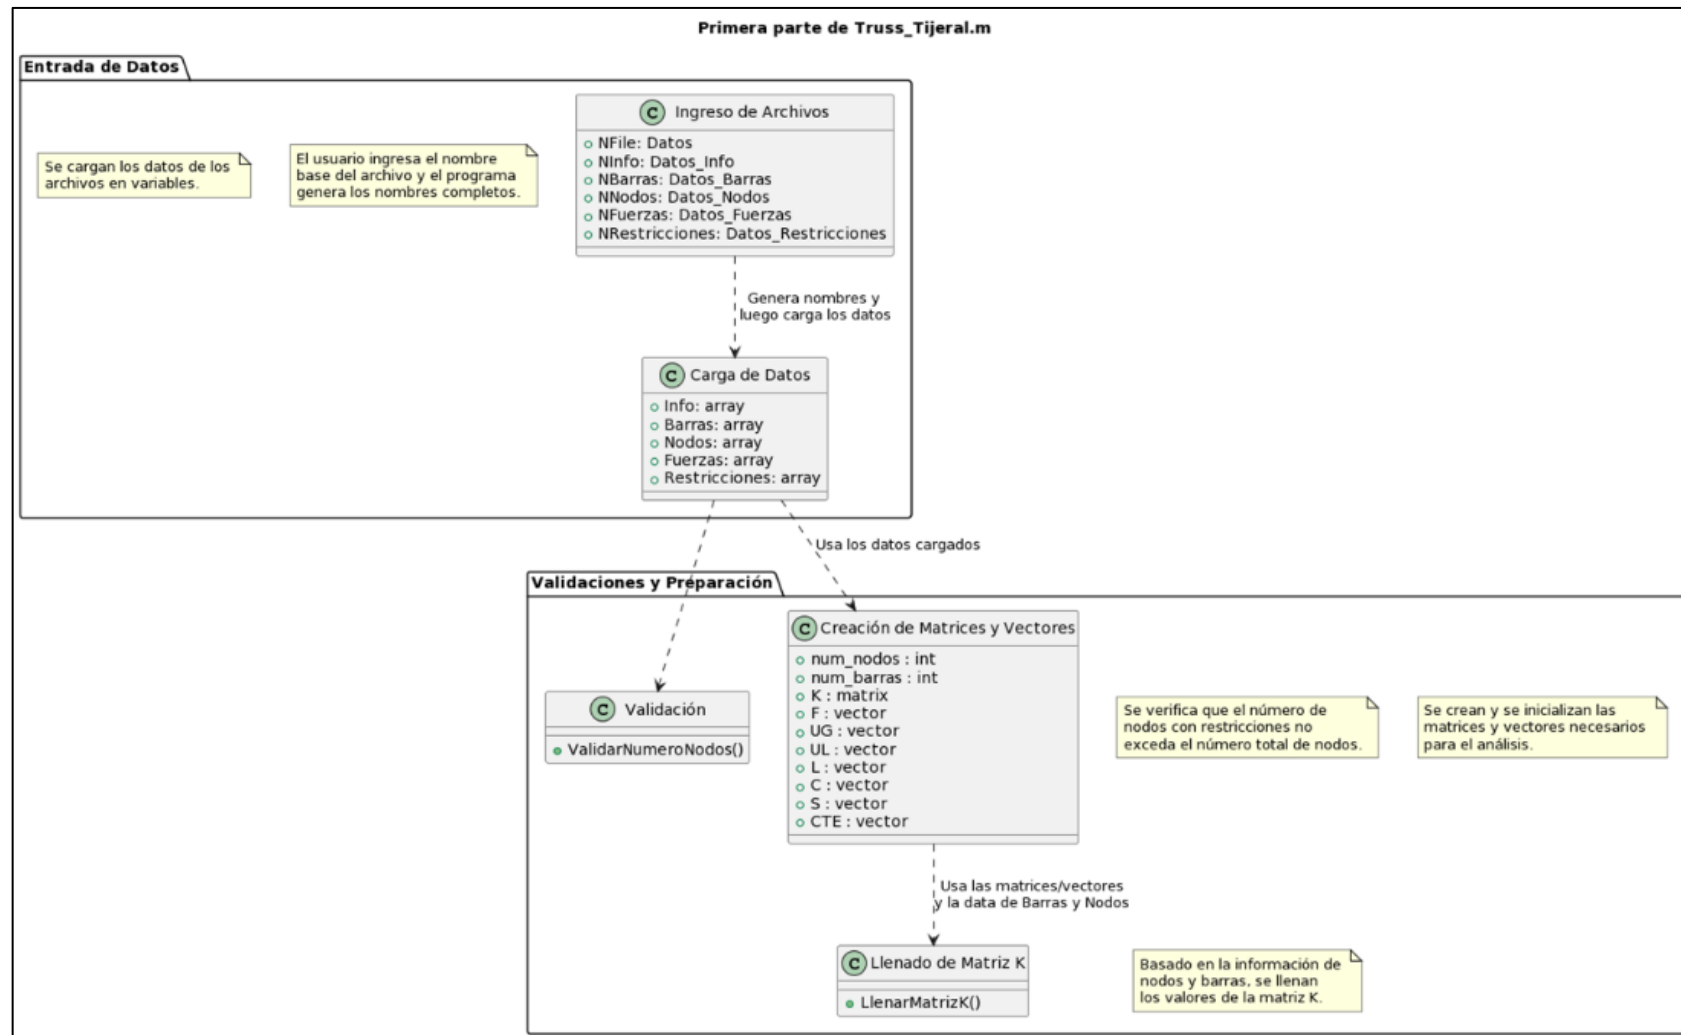 Primera parte de Truss_Tijeral.m
Entrada de Datos
Se cargan los datos de los
archivos en variables.
El usuario ingresa el nombre
base del archivo y el programa
genera los nombres completos.
C Ingreso de Archivos
NFile: Datos
NInfo: Datos_Info
NBarras: Datos_Barras
NNodos: Datos_Nodos
NFuerzas: Datos_Fuerzas
NRestricciones: Datos_Restricciones
Genera nombres y
luego carga los datos
C Carga de Datos
Info: array
Barras: array
Nodos: array
Fuerzas: array
Restricciones: array
Usa los datos cargados
Validaciones y Preparación
C Validación
ValidarNumeroNodos()
C Creación de Matrices y Vectores
num_nodos : int
num_barras : int
K : matrix
F : vector
UG : vector
UL : vector
L : vector
C : vector
S : vector
CTE : vector
Se verifica que el número de
nodos con restricciones no
exceda el número total de nodos.
Se crean y se inicializan las
matrices y vectores necesarios
para el análisis.
Usa las matrices/vectores
y la data de Barras y Nodos
C Llenado de Matriz K
LlenarMatrizK()
Basado en la información de
nodos y barras, se llenan
los valores de la matriz K.